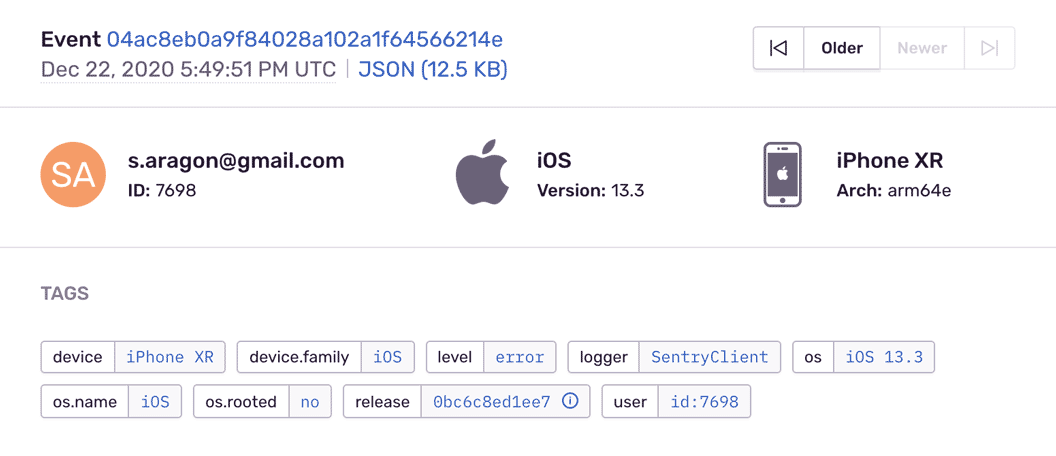 Event 04ac8eb0a9f84028a102a1f64566214e
Older Newer
Dec 22, 2020 5:49:51 PM UTC | JSON (12.5 KB)
SA
s.aragon@gmail.com
ID: 7698
iOS
Version: 13.3
iPhone XR
Arch: arm64e
TAGS
device iPhone XR device.family iOS level error logger SentryClient os iOS 13.3
os.name iOS os.rooted no release 0bc6c8ed1ee7 user id:7698